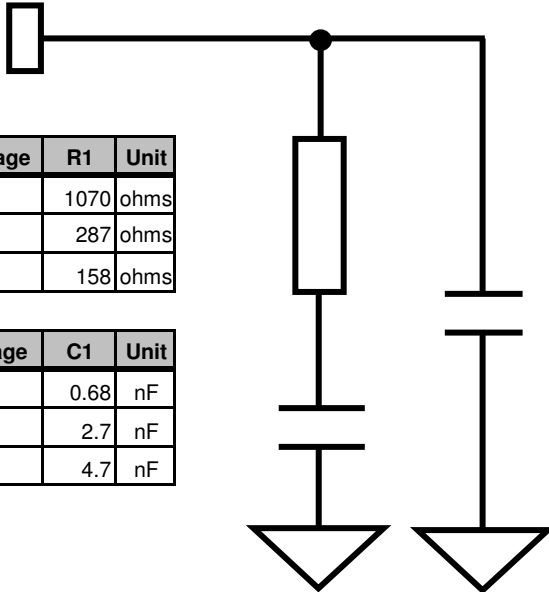 age R1 Unit
1070 ohms
287 ohms
158 ohms
age C1 Unit
0.68 nF
2.7 nF
4.7 nF